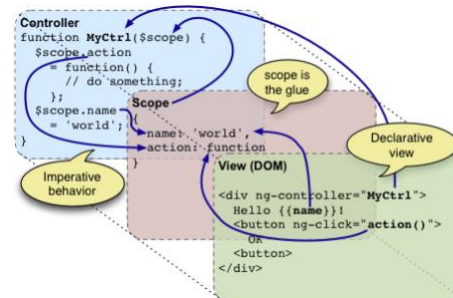 Controller
function MyCtrl($scope) {
$scope.action
= function() {
// do something;
};
$scope.name
= 'world';
}
scope is
the glue
Scope
{
name: 'world',
action: function
}
Imperative
behavior
Declarative
view
View (DOM)
<div ng-controller="MyCtrl">
Hello {{name}}!
<button ng-click="action()">
OK
<button>
</div>